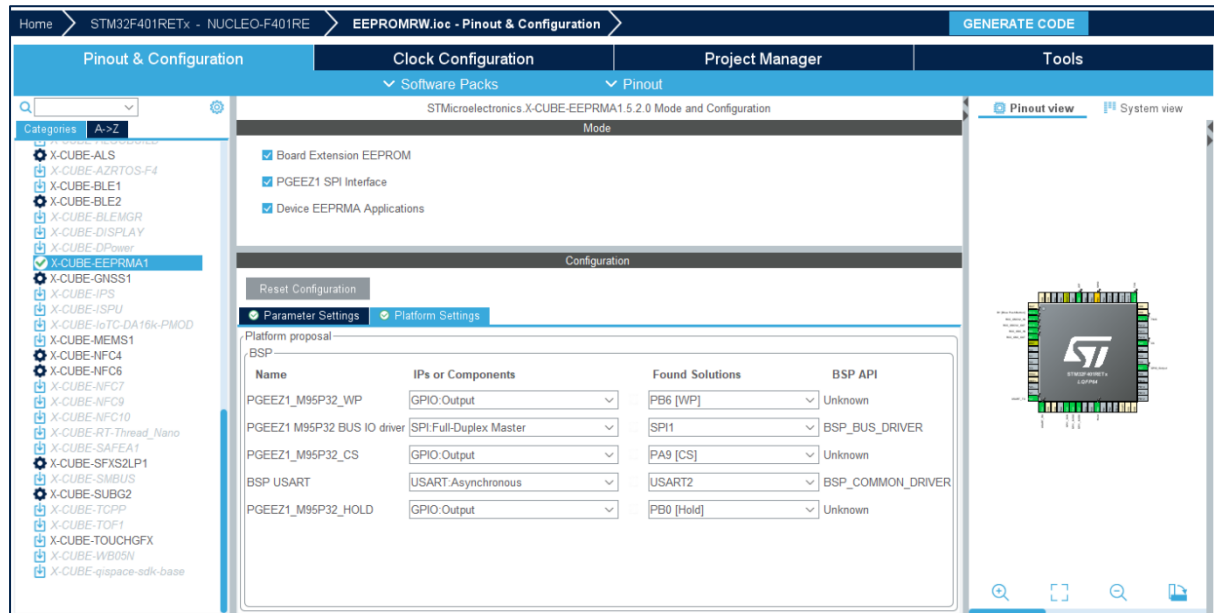 Home STM32F401RETx - NUCLEO-F401RE EEPROMRW.ioc - Pinout & Configuration GENERATE CODE
Pinout & Configuration Clock Configuration Project Manager Tools
Software Packs Pinout
STMicroelectronics.X-CUBE-EEPRMA1.5.2.0 Mode and Configuration
Categories A->Z
X-CUBE-ALS
X-CUBE-AZRTOS-F4
X-CUBE-BLE1
X-CUBE-BLE2
X-CUBE-BLEMGR
X-CUBE-DISPLAY
X-CUBE-DPower
X-CUBE-EEPRMA1
X-CUBE-GNSS1
X-CUBE-IPS
X-CUBE-ISPU
X-CUBE-IoTC-DA16k-PMOD
X-CUBE-MEMS1
X-CUBE-NFC4
X-CUBE-NFC6
X-CUBE-NFC7
X-CUBE-NFC9
X-CUBE-NFC10
X-CUBE-RT-Thread_Nano
X-CUBE-SAFEA1
X-CUBE-SFXS2LP1
X-CUBE-SMBUS
X-CUBE-SUBG2
X-CUBE-TCPP
X-CUBE-TOF1
X-CUBE-TOUCHGFX
X-CUBE-WB05N
X-CUBE-qispace-sdk-base
Mode
Board Extension EEPROM
PGEEZ1 SPI Interface
Device EEPRMA Applications
Configuration
Reset Configuration
Parameter Settings Platform Settings
Platform proposal
BSP
Name IPs or Components Found Solutions BSP API
PGEEZ1_M95P32_WP GPIO:Output PB6 [WP] Unknown
PGEEZ1 M95P32 BUS IO driver SPI:Full-Duplex Master SPI1 BSP_BUS_DRIVER
PGEEZ1_M95P32_CS GPIO:Output PA9 [CS] Unknown
BSP USART USART:Asynchronous USART2 BSP_COMMON_DRIVER
PGEEZ1_M95P32_HOLD GPIO:Output PB0 [Hold] Unknown
Pinout view System view
ST
STM32F401RETx
LQFP64